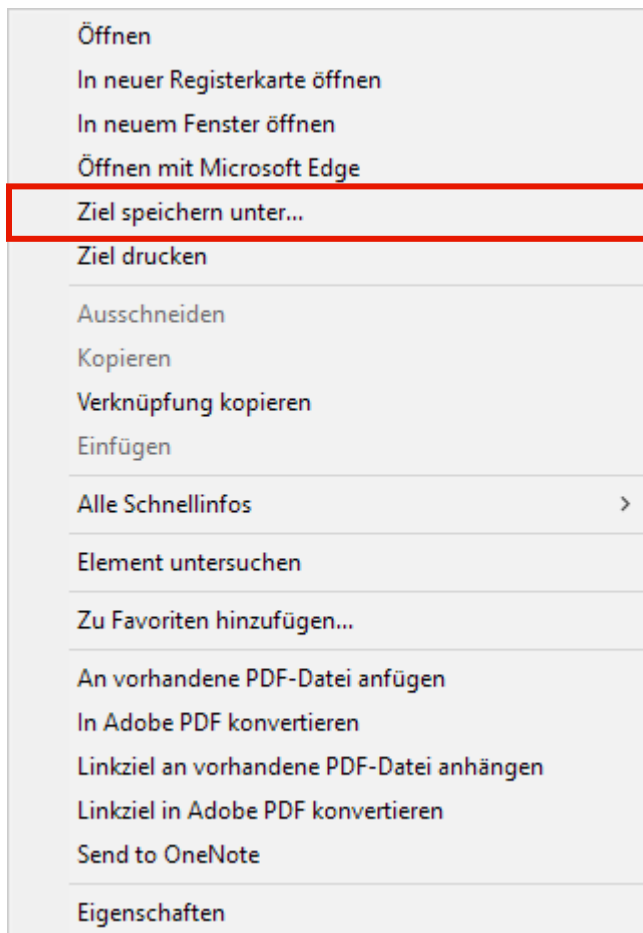 Öffnen
In neuer Registerkarte öffnen
In neuem Fenster öffnen
Öffnen mit Microsoft Edge
Ziel speichern unter...
Ziel drucken
Ausschneiden
Kopieren
Verknüpfung kopieren
Einfügen
Alle Schnellinfos
Element untersuchen
Zu Favoriten hinzufügen...
An vorhandene PDF-Datei anfügen
In Adobe PDF konvertieren
Linkziel an vorhandene PDF-Datei anhängen
Linkziel in Adobe PDF konvertieren
Send to OneNote
Eigenschaften